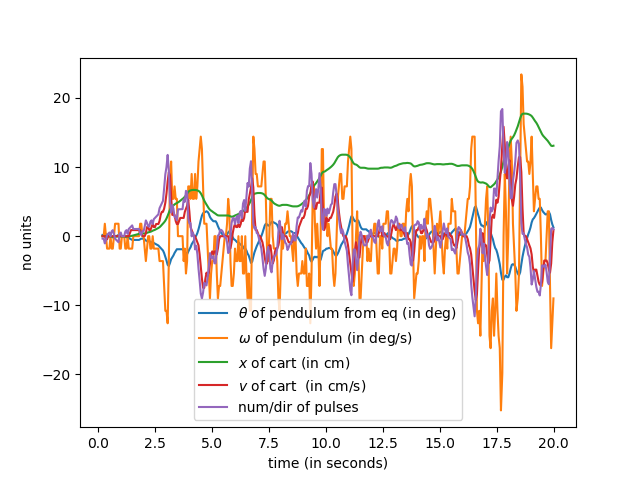 20
10
0
−10
−20
no units
θ of pendulum from eq (in deg)
ω of pendulum (in deg/s)
x of cart (in cm)
v of cart  (in cm/s)
num/dir of pulses
0.0 2.5 5.0 7.5 10.0 12.5 15.0 17.5 20.0
time (in seconds)